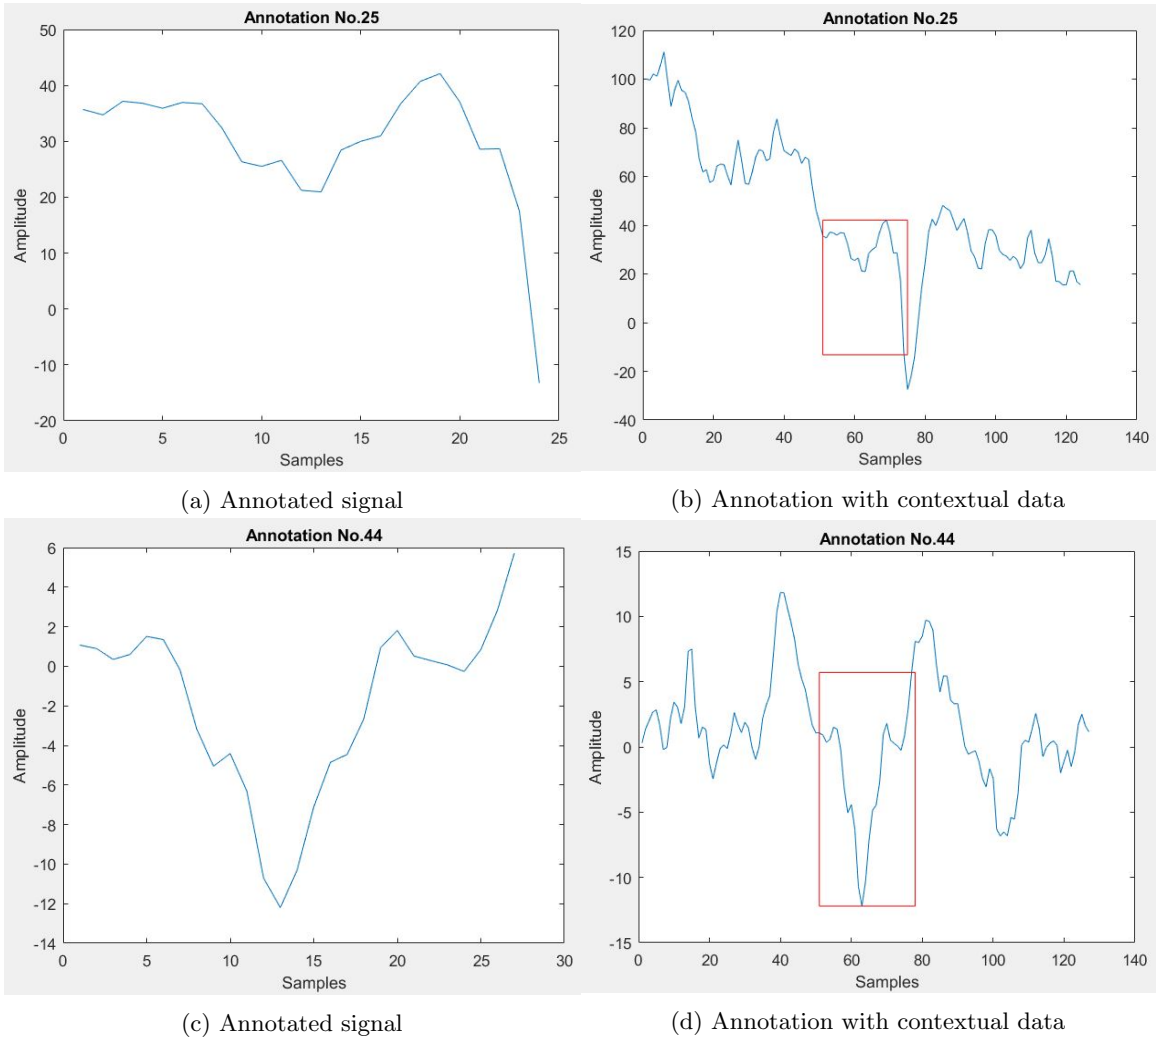 Annotation No.25
50
40
30
20
10
0
-10
-20
0 5 10 15 20 25
Amplitude
Samples
(a) Annotated signal
Annotation No.25
120
100
80
60
40
20
0
-20
-40
0 20 40 60 80 100 120 140
Amplitude
Samples
(b) Annotation with contextual data
Annotation No.44
6
4
2
0
-2
-4
-6
-8
-10
-12
-14
0 5 10 15 20 25 30
Amplitude
Samples
(c) Annotated signal
Annotation No.44
15
10
5
0
-5
-10
-15
0 20 40 60 80 100 120 140
Amplitude
Samples
(d) Annotation with contextual data